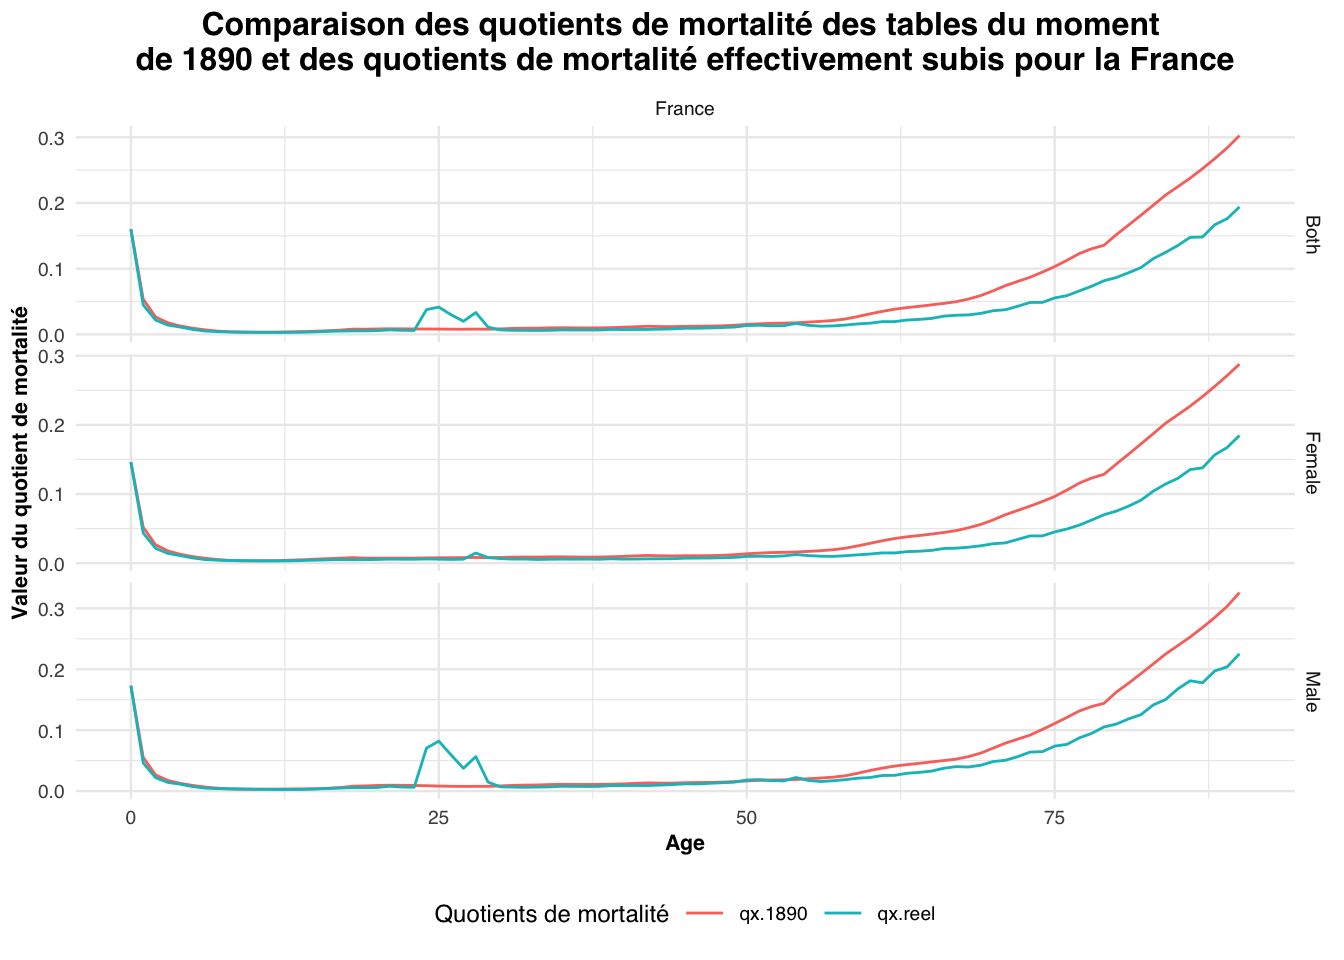 Comparaison des quotients de mortalité des tables du moment
de 1890 et des quotients de mortalité effectivement subis pour la France
France
Valeur du quotient de mortalité
0.3
0.2
0.1
0.0
Both
0.3
0.2
0.1
0.0
Female
0.3
0.2
0.1
0.0
Male
0 25 50 75
Age
Quotients de mortalité qx.1890 qx.reel